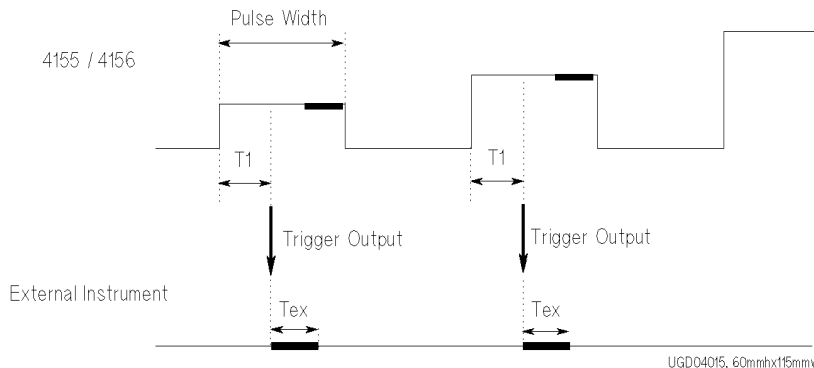 Pulse Width
4155 / 4156
T1
T1
Trigger Output
Trigger Output
External Instrument
Tex
Tex
UGD04015, 60mmhx115mmw